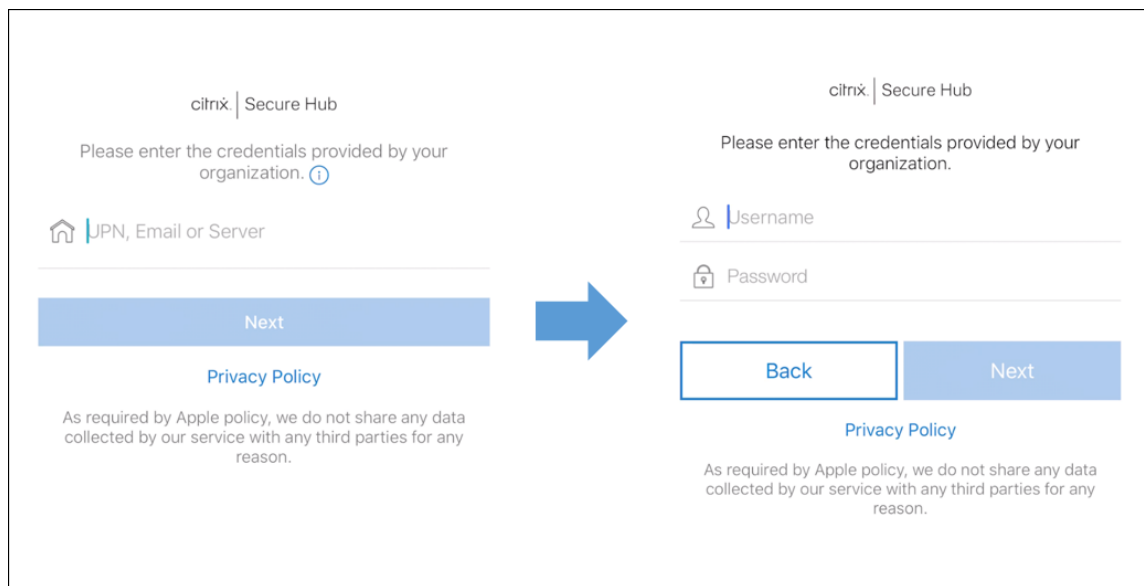 citrix. | Secure Hub
Please enter the credentials provided by your
organization.
UPN, Email or Server
Next
Privacy Policy
As required by Apple policy, we do not share any data
collected by our service with any third parties for any
reason.
citrix. | Secure Hub
Please enter the credentials provided by your
organization.
Username
Password
Back
Next
Privacy Policy
As required by Apple policy, we do not share any data
collected by our service with any third parties for any
reason.